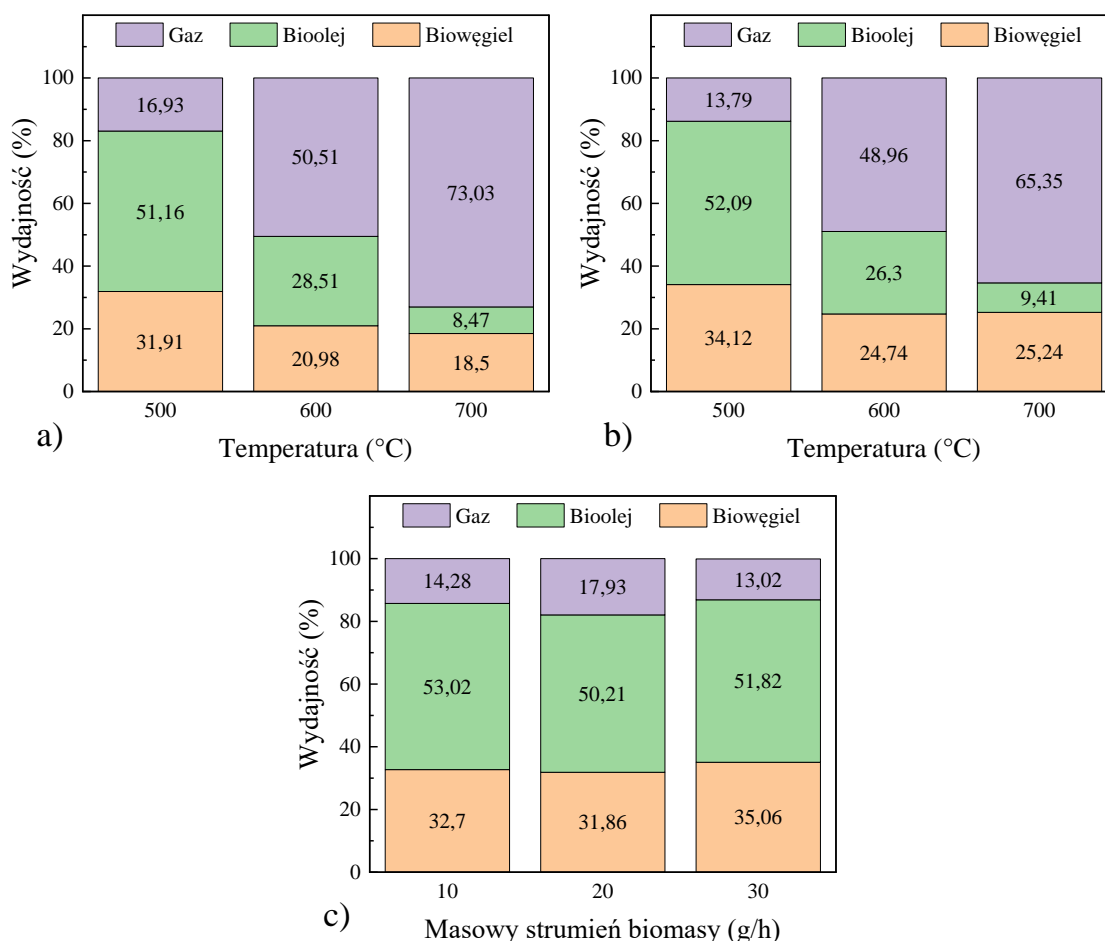 Gaz Bioolej Biowęgiel
100
80
60
40
20
0
Wydajność (%)
16,93 50,51 73,03
51,16 28,51 8,47
31,91 20,98 18,5
500 600 700
a) Temperatura (°C)
Gaz Bioolej Biowęgiel
100
80
60
40
20
0
Wydajność (%)
13,79 48,96 65,35
52,09 26,3 9,41
34,12 24,74 25,24
500 600 700
b) Temperatura (°C)
Gaz Bioolej Biowęgiel
100
80
60
40
20
0
Wydajność (%)
14,28 17,93 13,02
53,02 50,21 51,82
32,7 31,86 35,06
10 20 30
c) Masowy strumień biomasy (g/h)